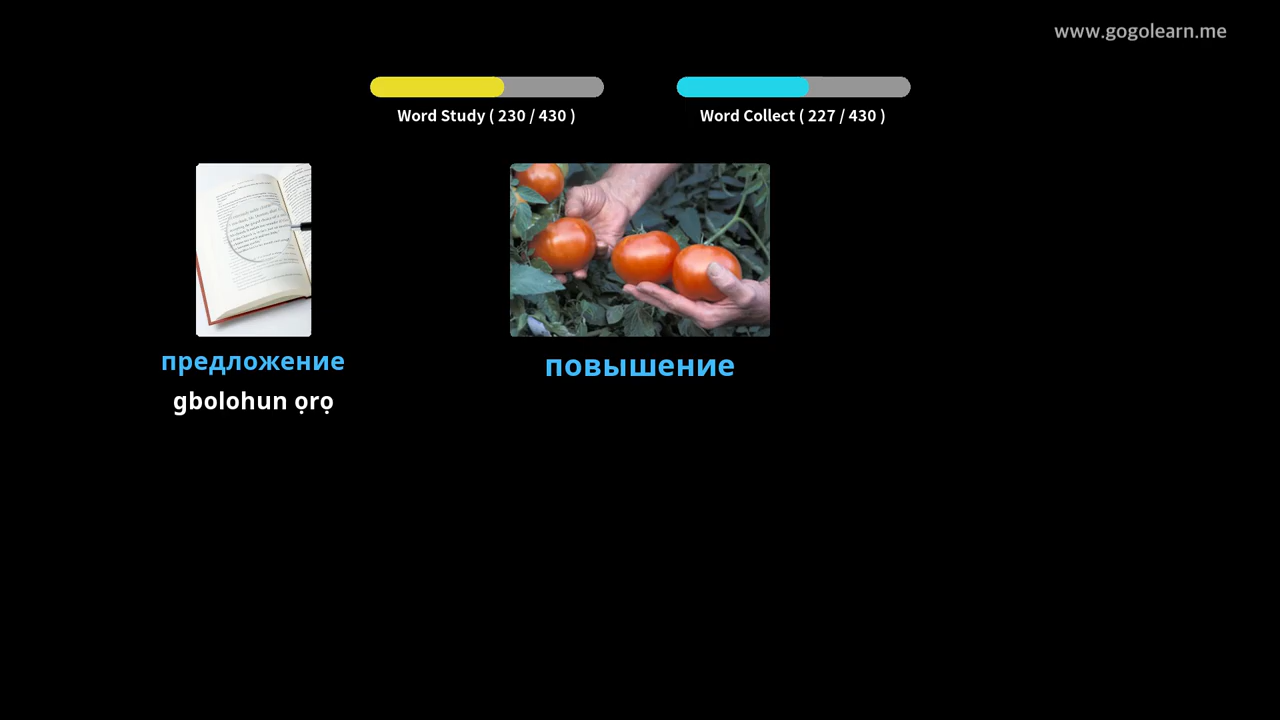 www.gogolearn.me
Word Study ( 230 / 430 )
Word Collect ( 227 / 430 )
предложение
gbolohun ọrọ
повышение